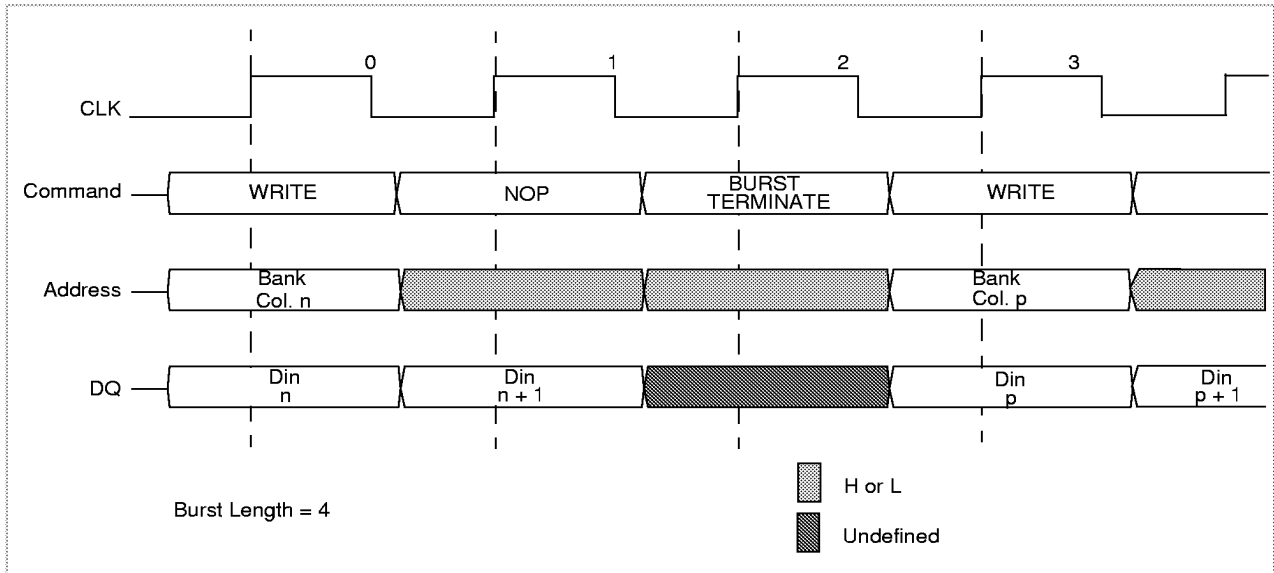 0 1 2 3
CLK
Command WRITE NOP BURST TERMINATE WRITE
Address Bank Col. n Bank Col. p
DQ Din n Din n + 1 Din p Din p + 1
H or L
Burst Length = 4
Undefined